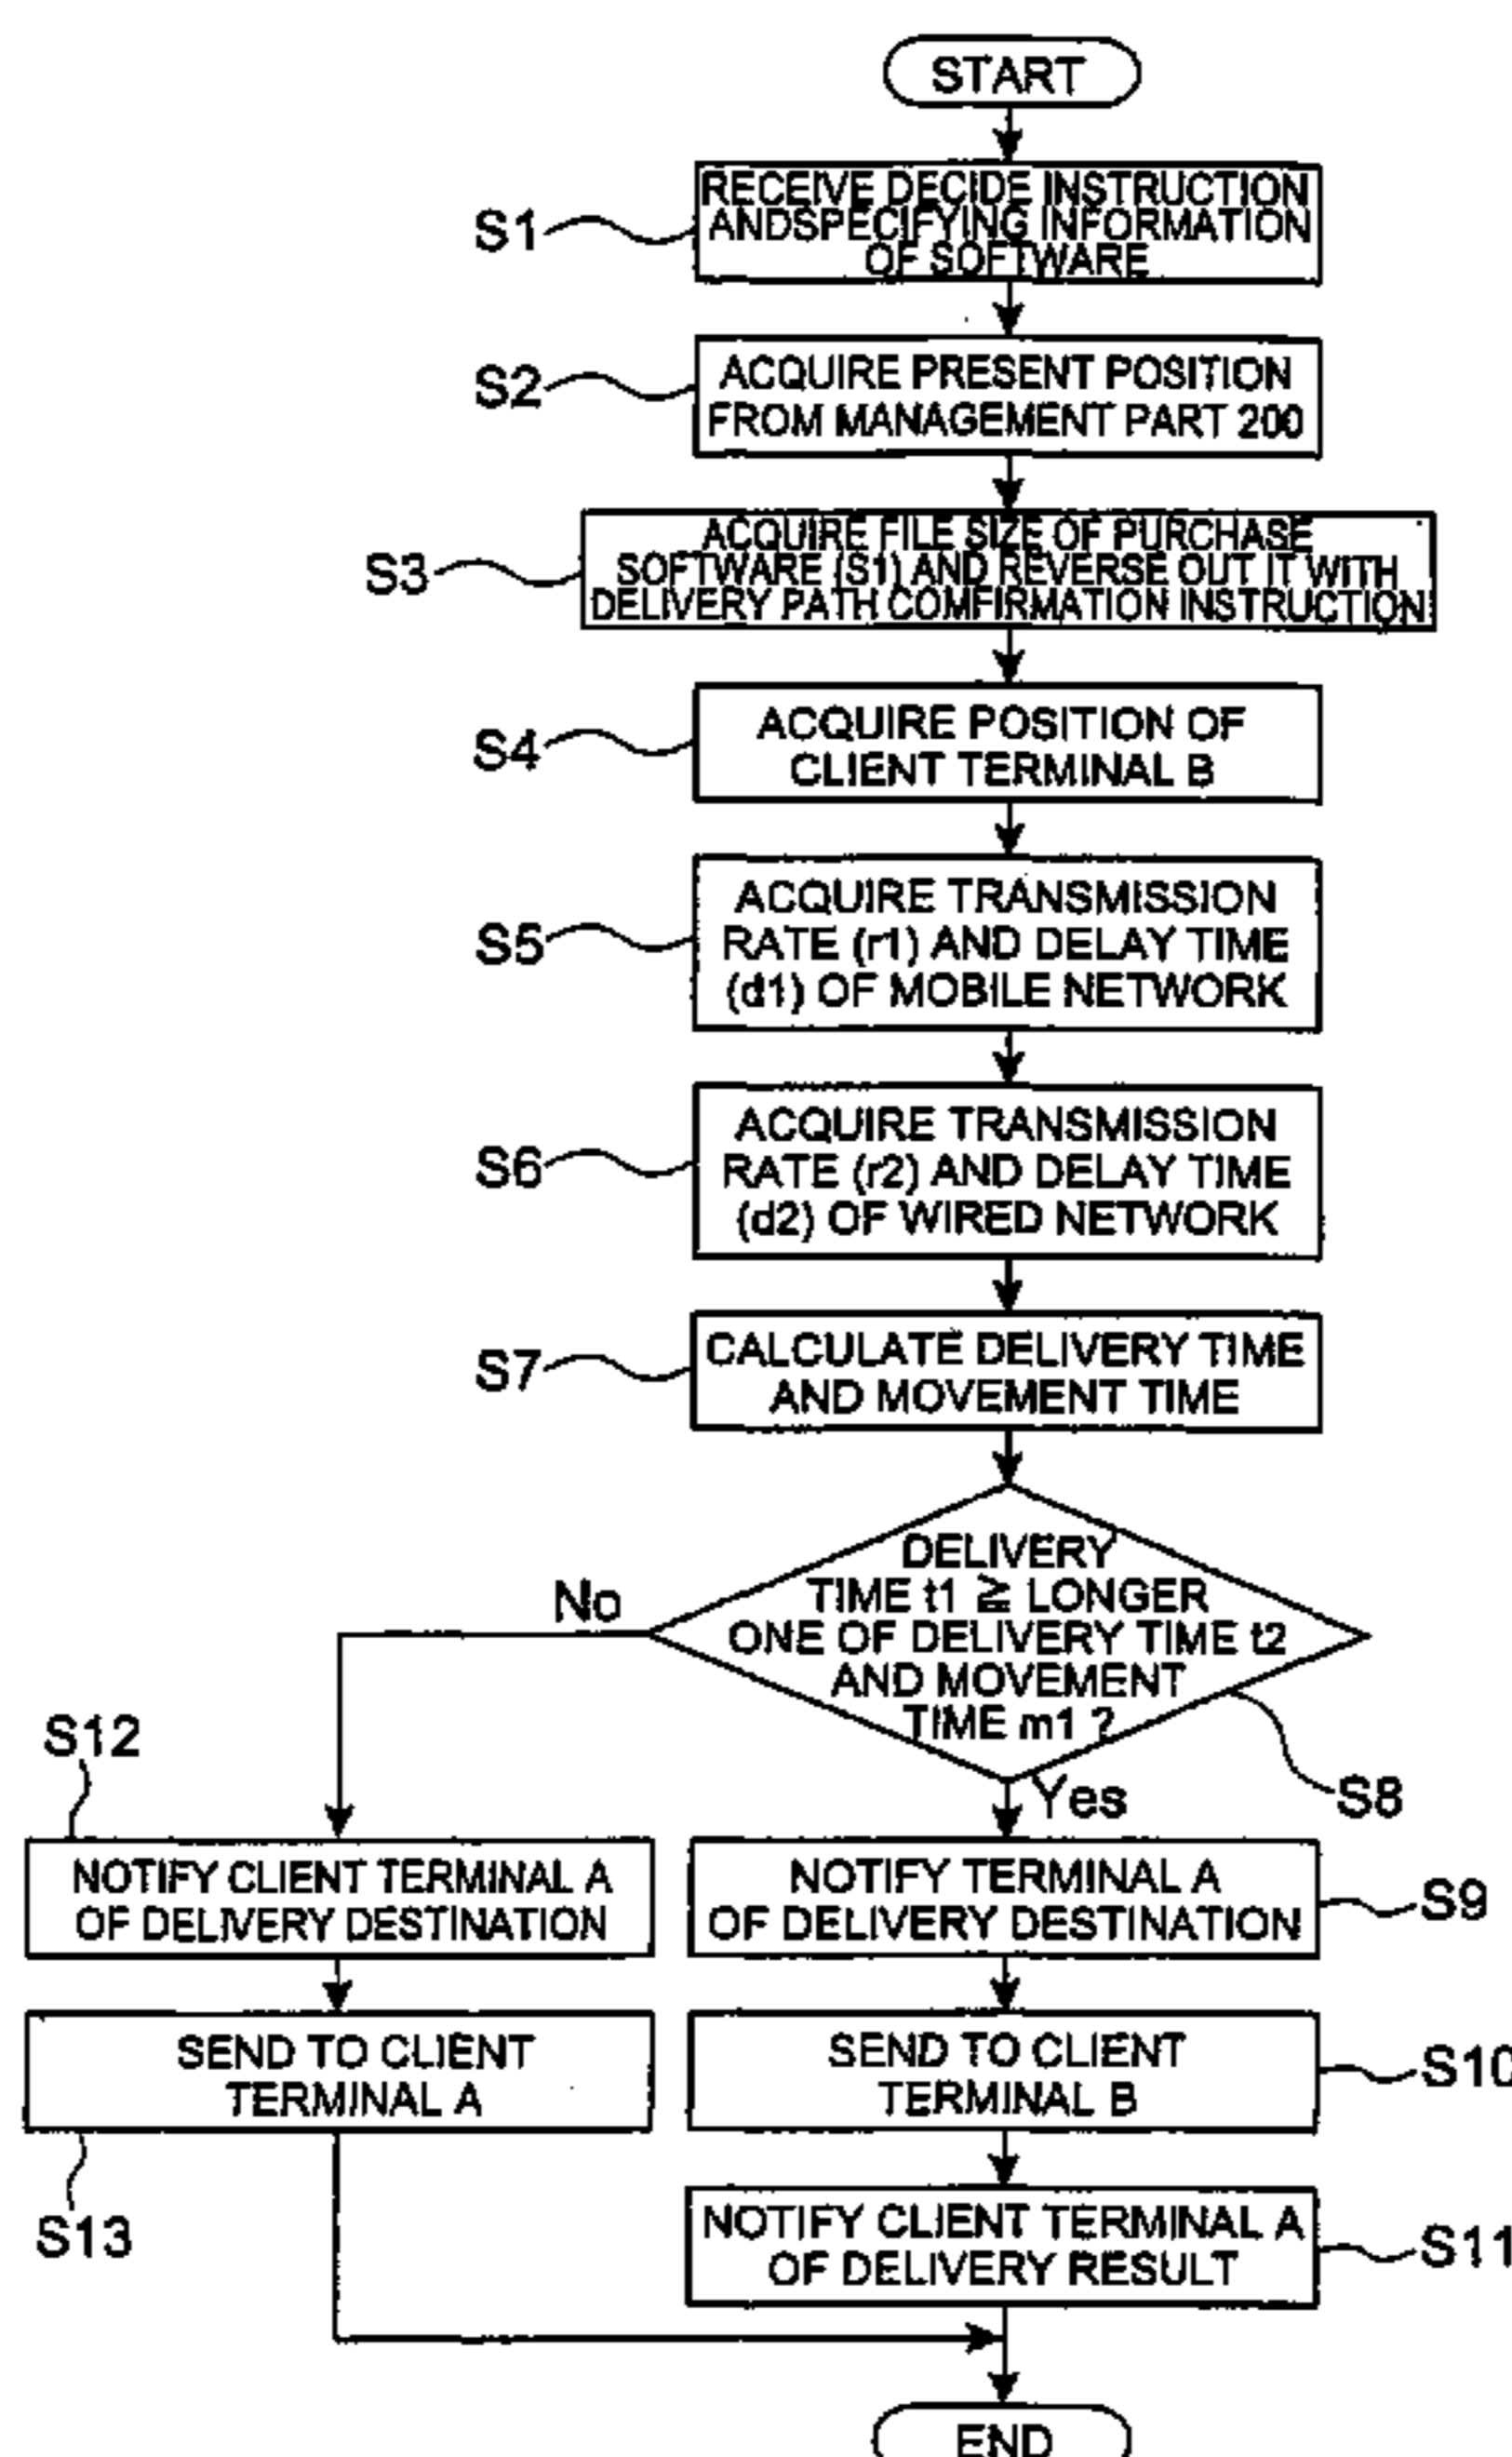 START
S1
RECEIVE DECIDE INSTRUCTION
ANDSPECIFYING INFORMATION
OF SOFTWARE
S2
ACQUIRE PRESENT POSITION
FROM MANAGEMENT PART 200
S3
ACQUIRE FILE SIZE OF PURCHASE
SOFTWARE (S1) AND REVERSE OUT IT WITH
DELIVERY PATH COMFIRMATION INSTRUCTION
S4
ACQUIRE POSITION OF
CLIENT TERMINAL B
S5
ACQUIRE TRANSMISSION
RATE (r1) AND DELAY TIME
(d1) OF MOBILE NETWORK
S6
ACQUIRE TRANSMISSION
RATE (r2) AND DELAY TIME
(d2) OF WIRED NETWORK
S7
CALCULATE DELIVERY TIME
AND MOVEMENT TIME
DELIVERY
TIME t1 ≧ LONGER
ONE OF DELIVERY TIME t2
AND MOVEMENT
TIME m1 ?
No
Yes
S8
S12
NOTIFY CLIENT TERMINAL A
OF DELIVERY DESTINATION
NOTIFY TERMINAL A
OF DELIVERY DESTINATION
S9
SEND TO CLIENT
TERMINAL A
S13
SEND TO CLIENT
TERMINAL B
S10
NOTIFY CLIENT TERMINAL A
OF DELIVERY RESULT
S11
END